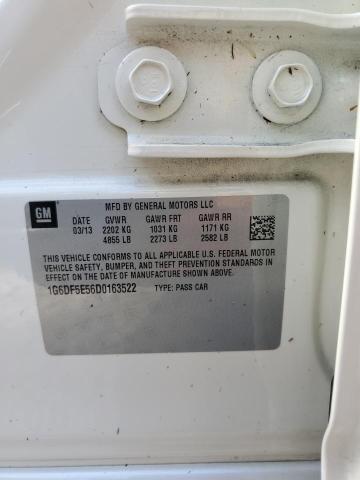 MFD BY GENERAL MOTORS LLC
GM
DATE GVWR GAWR FRT GAWR RR
03/13 2202 KG 1031 KG 1171 KG
4855 LB 2273 LB 2582 LB
THIS VEHICLE CONFORMS TO ALL APPLICABLE U.S. FEDERAL MOTOR
VEHICLE SAFETY, BUMPER, AND THEFT PREVENTION STANDARDS IN
EFFECT ON THE DATE OF MANUFACTURE SHOWN ABOVE.
1G6DF5E56D0163522 TYPE: PASS CAR